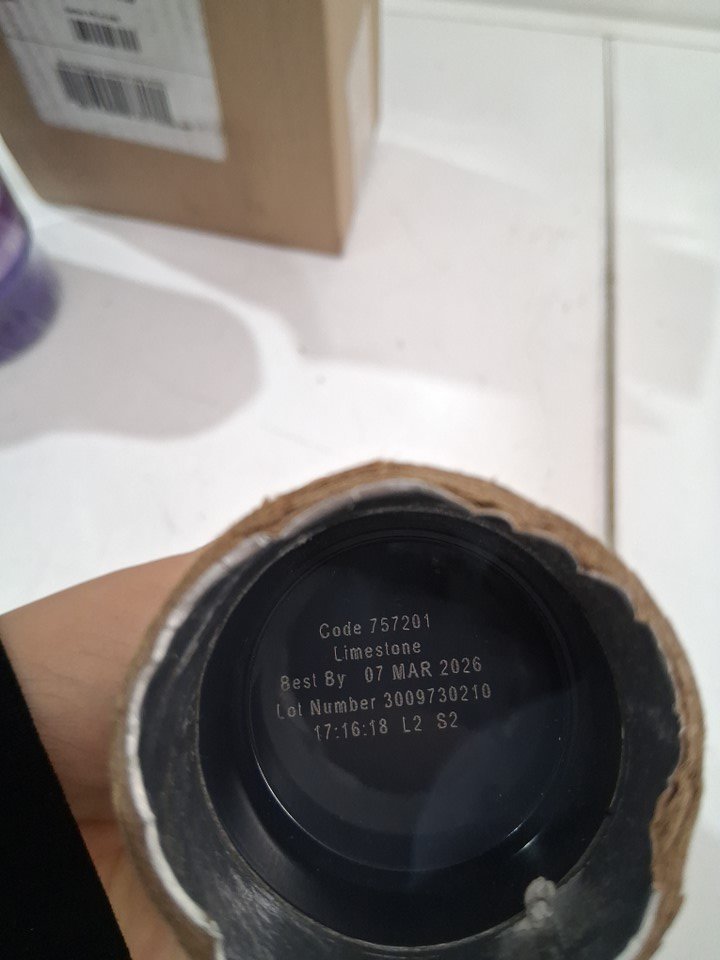 Code 757201
Limestone
Best By 07 MAR 2026
Lot Number 3009730210
17:16:18 L2 S2